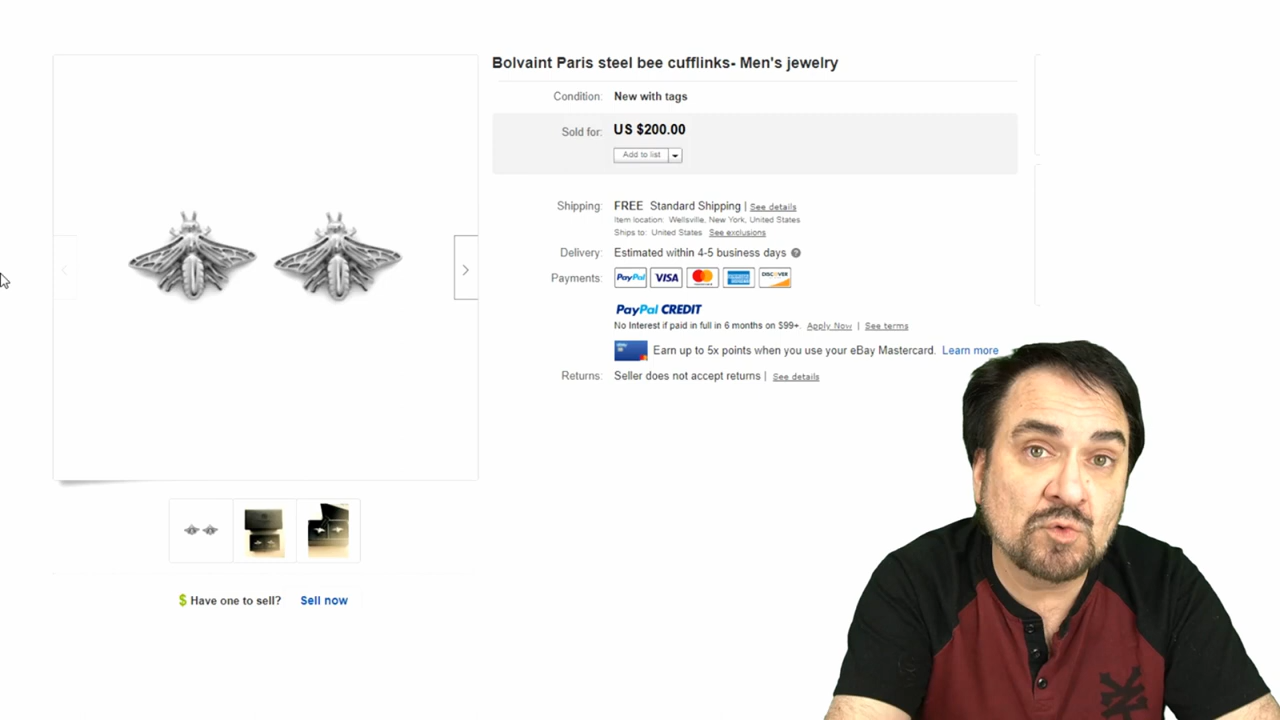 Bolvaint Paris steel bee cufflinks- Men's jewelry
Condition: New with tags
Sold for: US $200.00
Add to list
Shipping: FREE Standard Shipping | See details
Item location: Wellsville, New York, United States
Ships to: United States See exclusions
Delivery: Estimated within 4-5 business days ?
Payments: PayPal VISA mastercard AMERICAN EXPRESS DISCOVER
PayPal CREDIT
No Interest if paid in full in 6 months on $99+. Apply Now | See terms
Earn up to 5x points when you use your eBay Mastercard. Learn more
Returns: Seller does not accept returns | See details
$ Have one to sell? Sell now